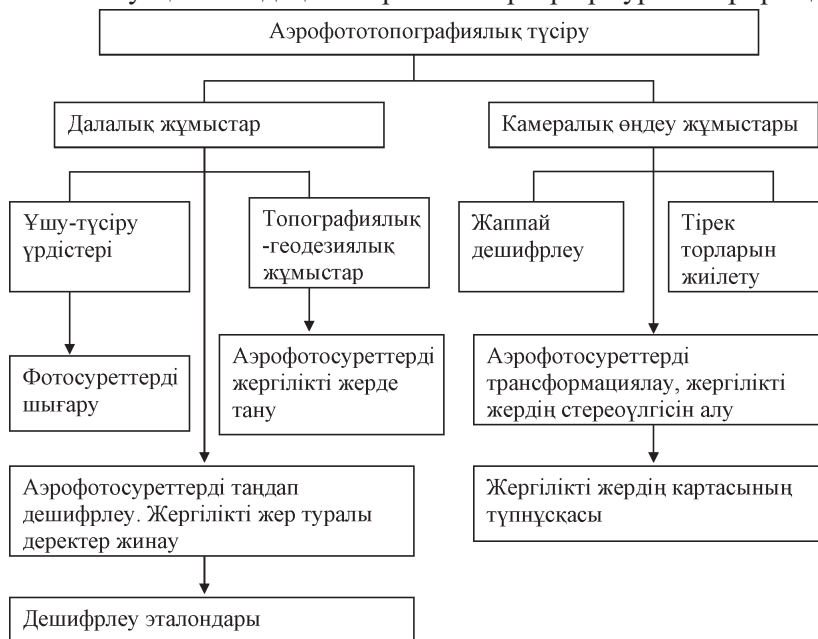 Аэрофототопографиялық түсіру
Далалық жұмыстар
Камералық өңдеу жұмыстары
Ұшу-түсіру
үрдістері
Топографиялық
-геодезиялық
жұмыстар
Жаппай
дешифрлеу
Тірек
торларын
жиілету
Фотосуреттерді
шығару
Аэрофотосуреттерді
жергілікті жерде
тану
Аэрофотосуреттерді
трансформациялау, жергілікті
жердің стереоүлгісін алу
Аэрофотосуреттерді таңдап
дешифрлеу. Жергілікті жер туралы
деректер жинау
Жергілікті жердің картасының
түпнұсқасы
Дешифрлеу эталондары